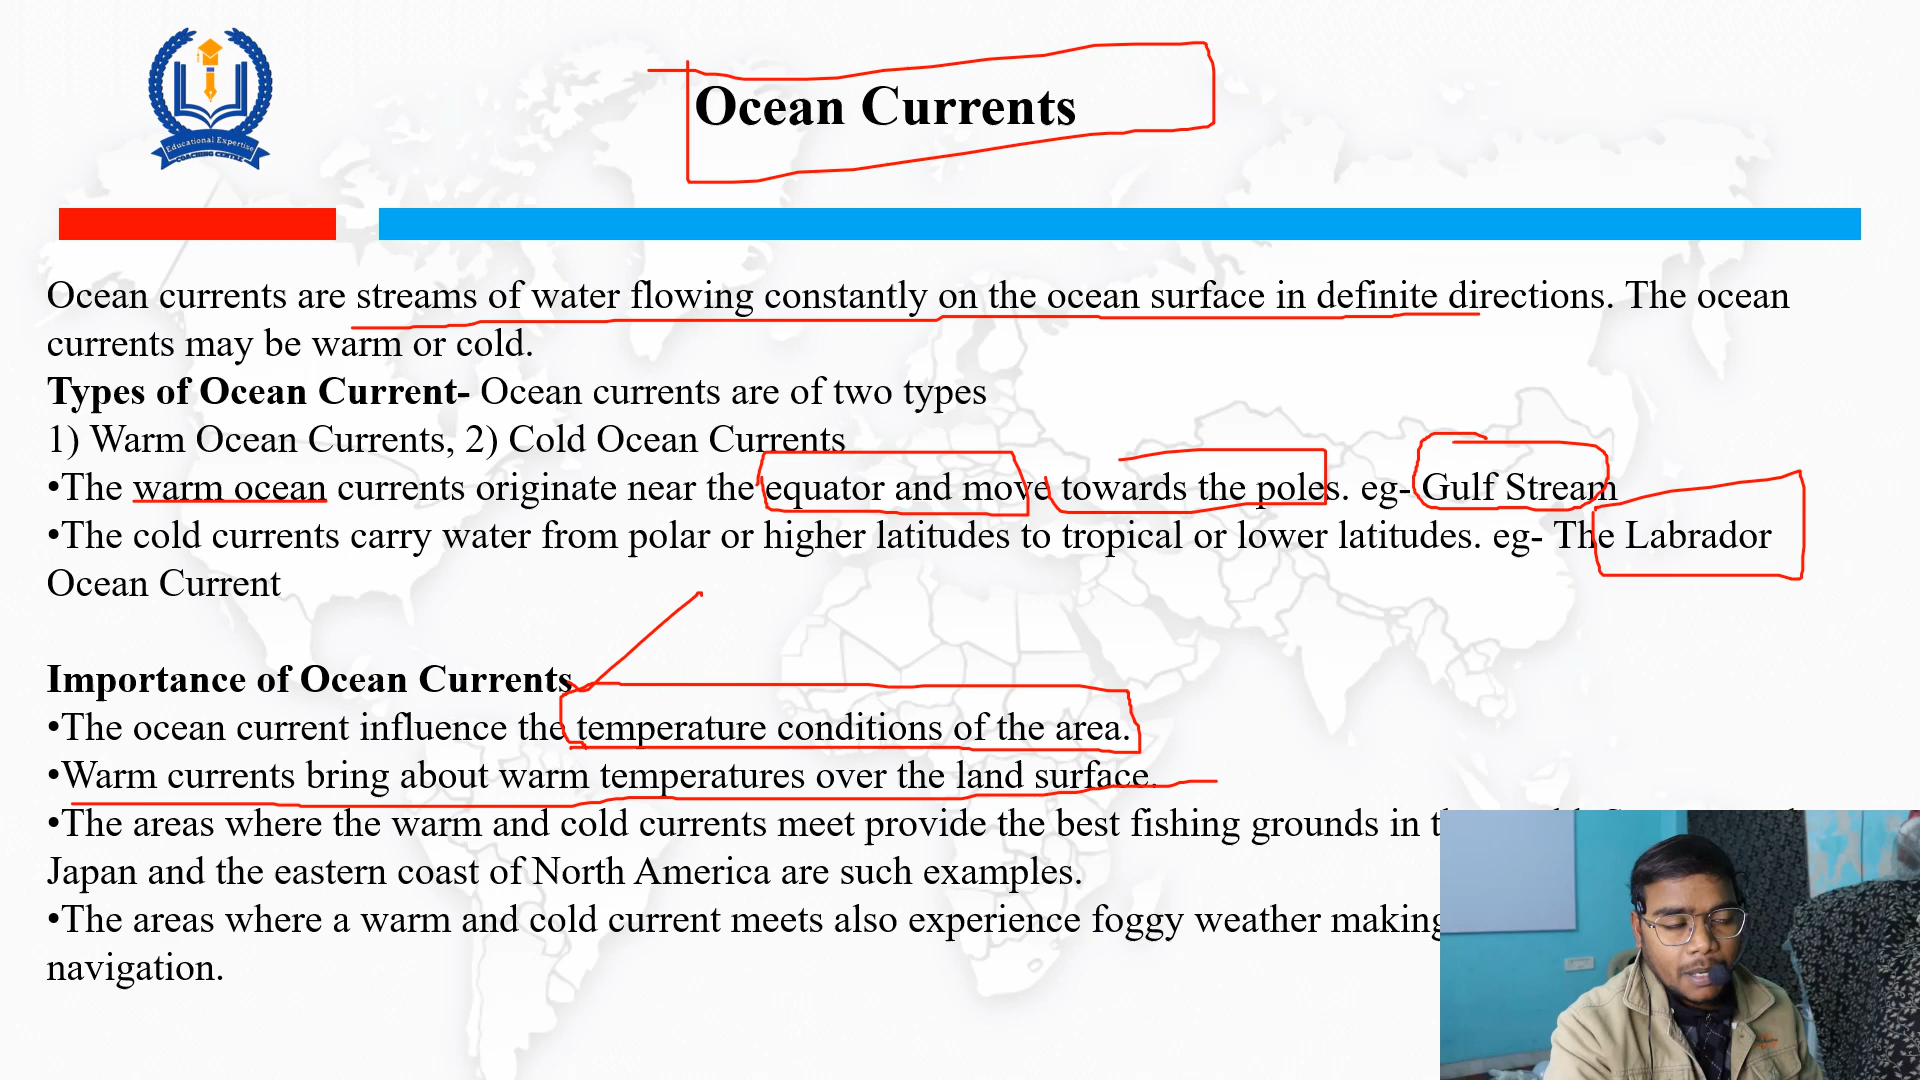 Educational Expertise
COACHING CENTRE
Ocean Currents
Ocean currents are streams of water flowing constantly on the ocean surface in definite directions. The ocean
currents may be warm or cold.
Types of Ocean Current- Ocean currents are of two types
1) Warm Ocean Currents, 2) Cold Ocean Currents
•The warm ocean currents originate near the equator and move towards the poles. eg- Gulf Stream
•The cold currents carry water from polar or higher latitudes to tropical or lower latitudes. eg- The Labrador
Ocean Current
Importance of Ocean Currents
•The ocean current influence the temperature conditions of the area.
•Warm currents bring about warm temperatures over the land surface.
•The areas where the warm and cold currents meet provide the best fishing grounds in
Japan and the eastern coast of North America are such examples.
•The areas where a warm and cold current meets also experience foggy weather making
navigation.